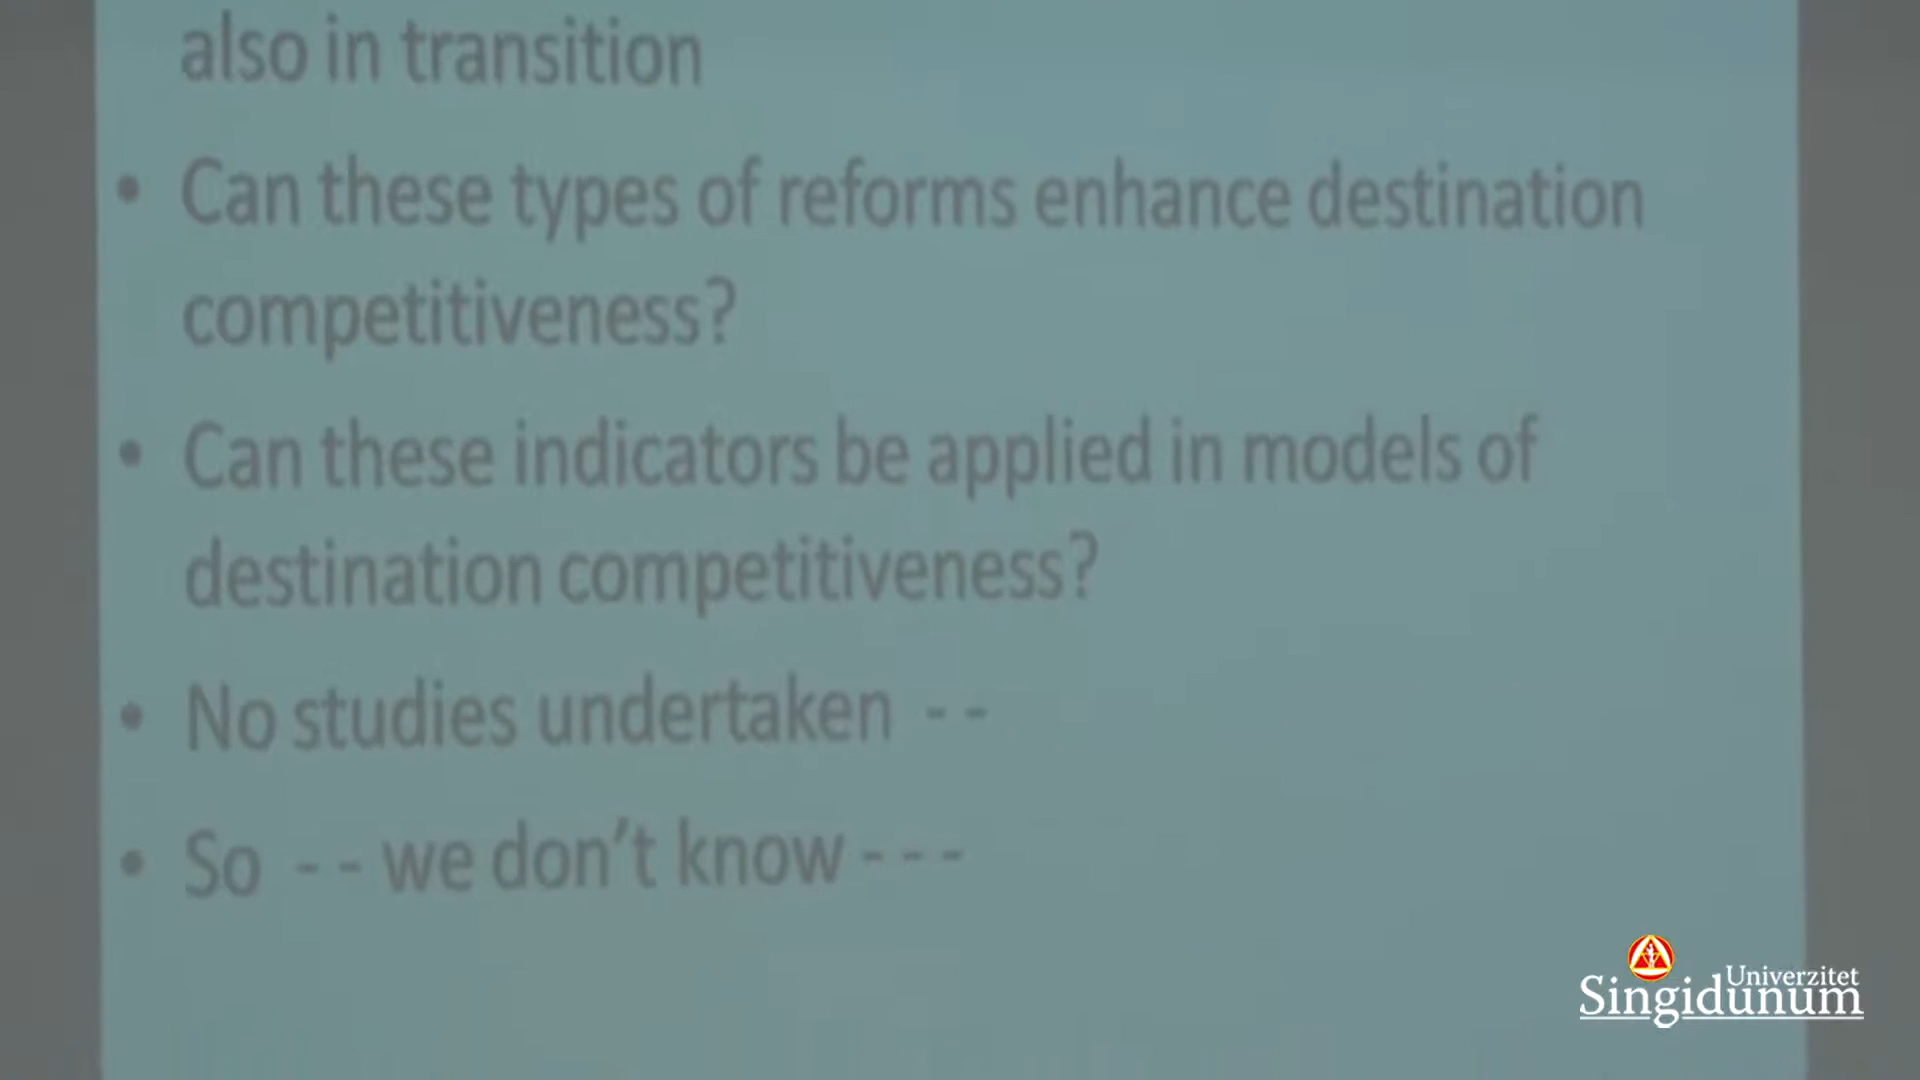 also in transition
• Can these types of reforms enhance destination
competitiveness?
• Can these indicators be applied in models of
destination competitiveness?
• No studies undertaken - -
• So - - we don't know - - -
Univerzitet
Singidunum